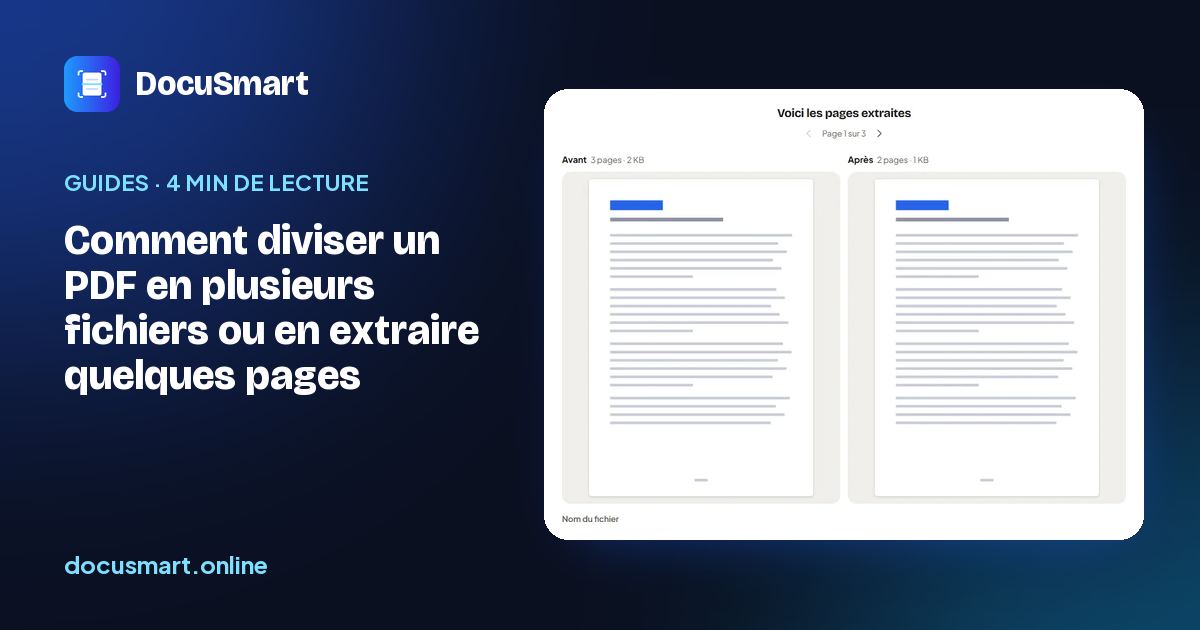 DocuSmart
GUIDES · 4 MIN DE LECTURE
Comment diviser un
PDF en plusieurs
fichiers ou en extraire
quelques pages
docusmart.online
Voici les pages extraites
Page 1 sur 3
Avant 3 pages · 2 KB
Après 2 pages · 1 KB
Nom du fichier